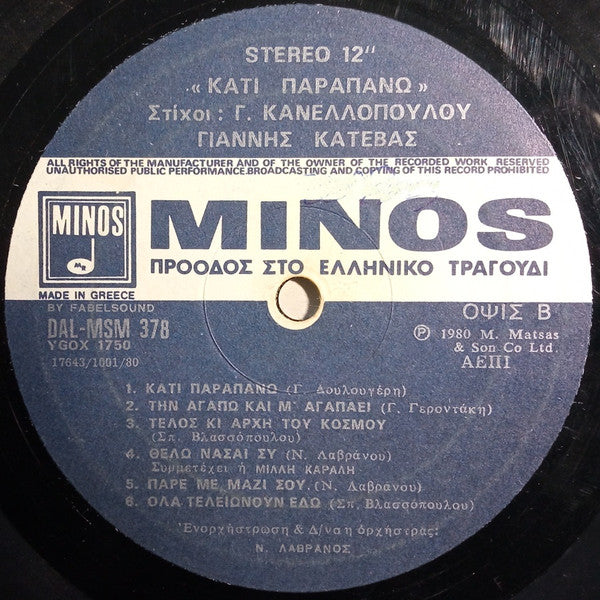 STEREO 12"
« ΚΑΤΙ ΠΑΡΑΠΑΝΩ »
Στίχοι : Γ. ΚΑΝΕΛΛΟΠΟΥΛΟΥ
ΓΙΑΝΝΗΣ ΚΑΤΕΒΑΣ
ALL RIGHTS OF THE MANUFACTURER AND OF THE OWNER OF THE RECORDED WORK RESERVED
UNAUTHORISED PUBLIC PERFORMANCE.BROADCASTING AND COPYING OF THIS RECORD PROHIBITED
MINOS
MR
MINOS
ΠΡΟΟΔΟΣ ΣΤΟ ΕΛΛΗΝΙΚΟ ΤΡΑΓΟΥΔΙ
MADE IN GREECE
BY FABELSOUND
DAL-MSM 378
YGOX 1750
17643/1001/80
ΟΨΙΣ Β
℗ 1980 M. Matsas
& Son Co Ltd.
ΑΕΠΙ
1. ΚΑΤΙ ΠΑΡΑΠΑΝΩ (Γ. Δουλουγέρη)
2. ΤΗΝ ΑΓΑΠΩ ΚΑΙ Μ' ΑΓΑΠΑΕΙ (Γ. Γεροντάκη)
3. ΤΕΛΟΣ ΚΙ ΑΡΧΗ ΤΟΥ ΚΟΣΜΟΥ
(Σπ. Βλασσόπουλου)
4. ΘΕΛΩ ΝΑΣΑΙ ΣΥ (Ν. Λαβράνου)
Συμμετέχει ή ΜΙΛΛΗ ΚΑΡΑΛΗ
5. ΠΑΡΕ ΜΕ ΜΑΖΙ ΣΟΥ (Ν. Λαβράνου)
6. ΟΛΑ ΤΕΛΕΙΩΝΟΥΝ ΕΔΩ (Σπ. Βλασσόπουλου)
Ἐνορχήστρωση & Δ/νση ὀρχήστρας:
Ν. ΛΑΒΡΑΝΟΣ